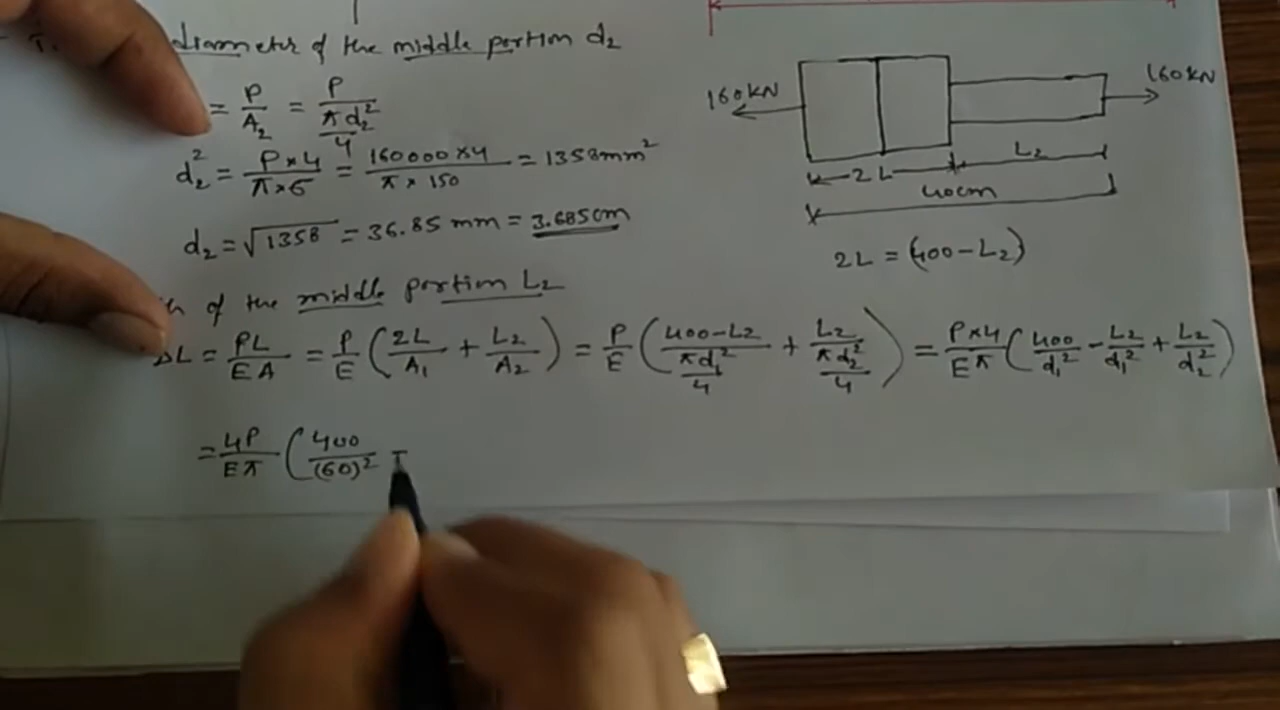 diameter of the middle portion d₂
= P/A₂ = P/(πd₂²/4)
d₂² = P×4/π×σ = 160000×4/π×150 = 1358mm²
d₂ = √1358 = 36.85 mm = 3.685cm
160kN
160kN
2L
L₂
40cm
2L = (400-L₂)
of the middle portion L₂
ΔL = PL/EA = P/E (2L/A₁ + L₂/A₂) = P/E ((400-L₂)/(πd₁²/4) + L₂/(πd₂²/4)) = P×4/Eπ (400/d₁² - L₂/d₁² + L₂/d₂²)
= 4P/Eπ (400/(60)² -